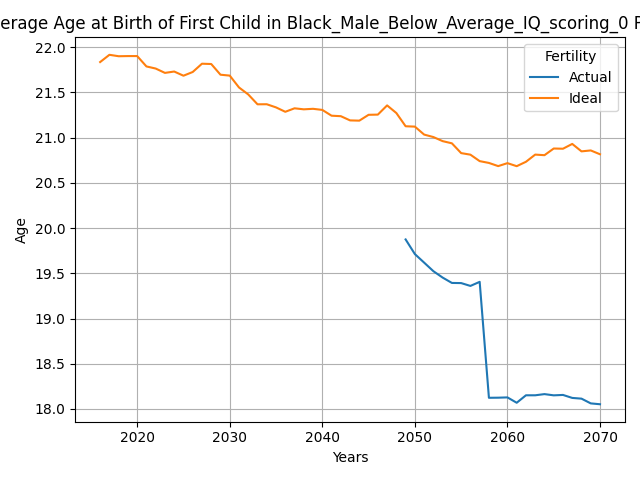 erage Age at Birth of First Child in Black_Male_Below_Average_IQ_scoring_0
Fertility
Actual
Ideal
22.0
21.5
21.0
20.5
20.0
19.5
19.0
18.5
18.0
Age
2020 2030 2040 2050 2060 2070
Years